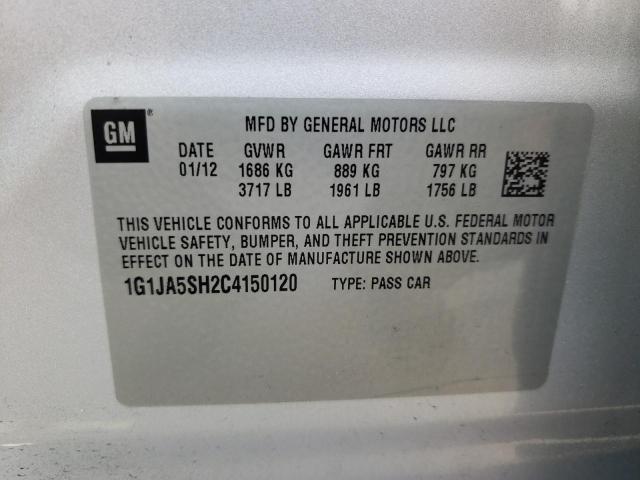 GM ® MFD BY GENERAL MOTORS LLC
DATE GVWR GAWR FRT GAWR RR
01/12 1686 KG 889 KG 797 KG
3717 LB 1961 LB 1756 LB
THIS VEHICLE CONFORMS TO ALL APPLICABLE U.S. FEDERAL MOTOR
VEHICLE SAFETY, BUMPER, AND THEFT PREVENTION STANDARDS IN
EFFECT ON THE DATE OF MANUFACTURE SHOWN ABOVE.
1G1JA5SH2C4150120 TYPE: PASS CAR